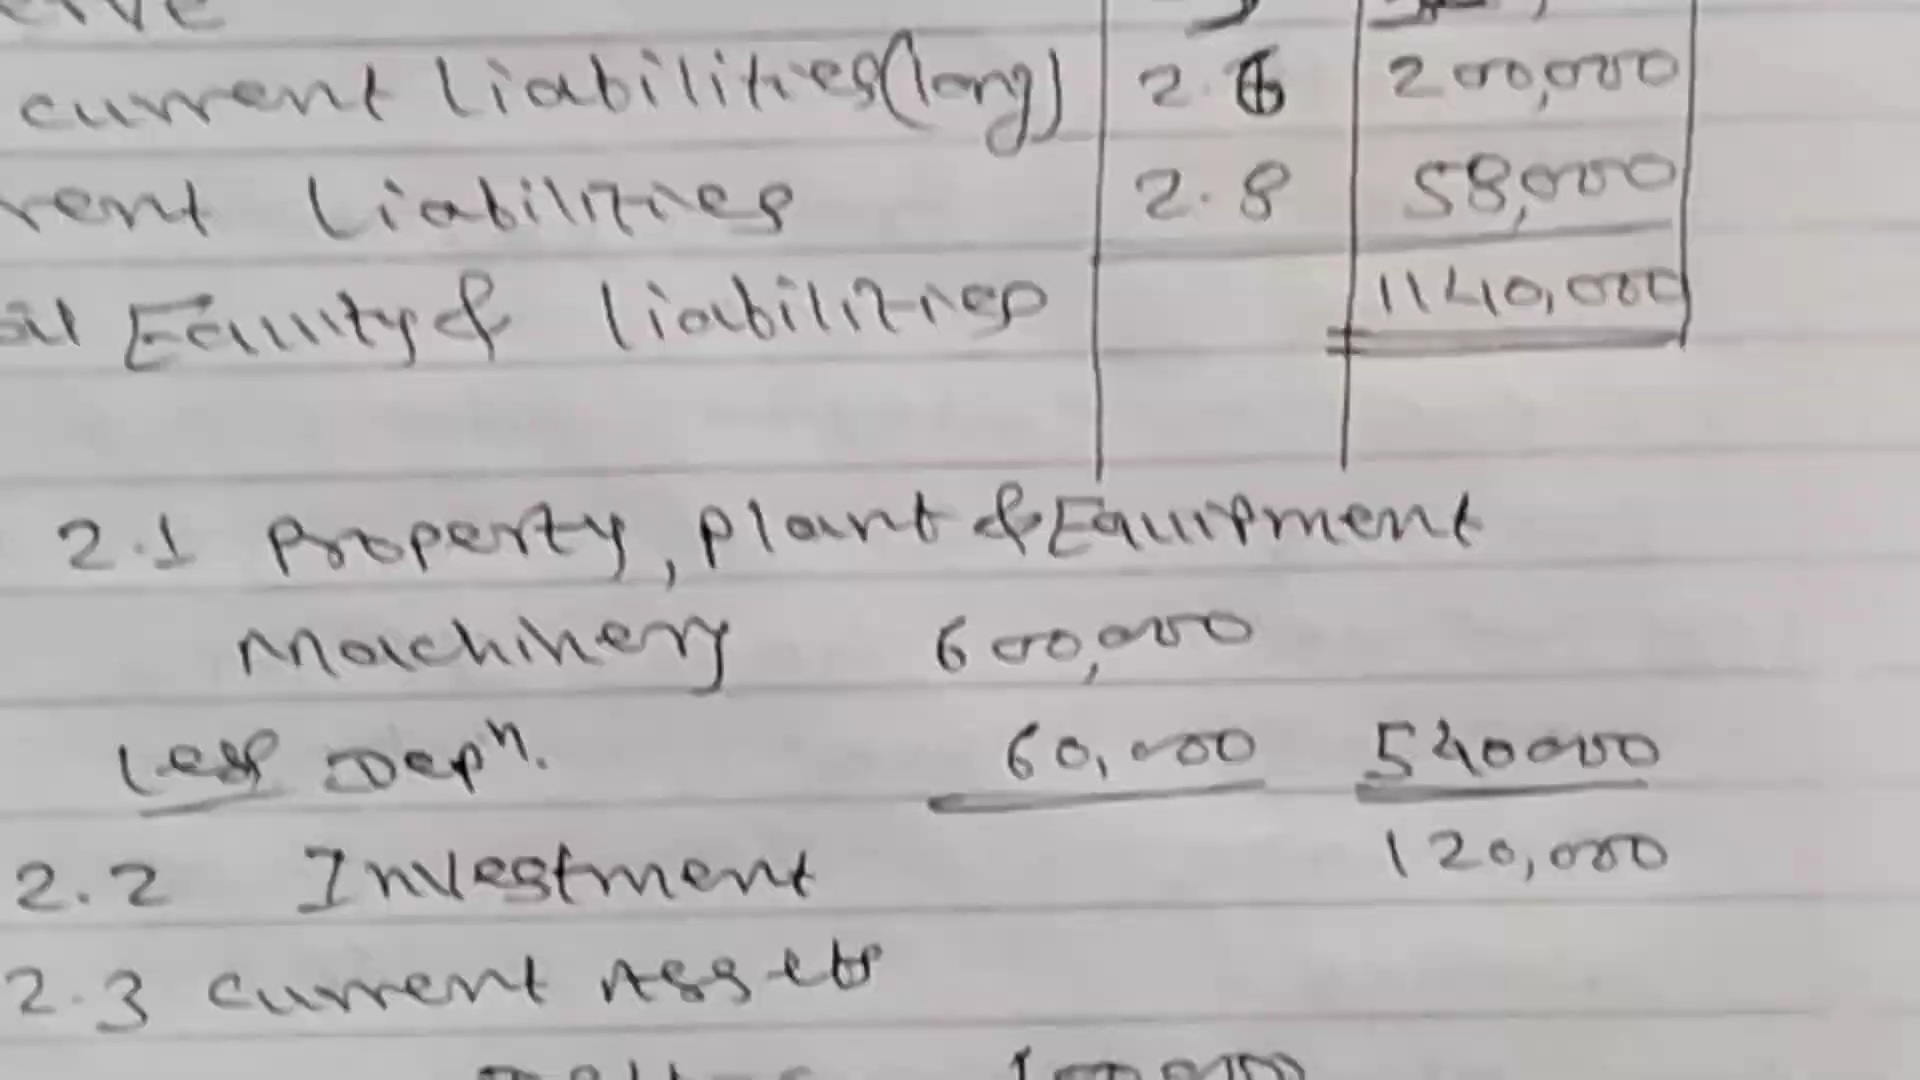 current liabilities(long) 2.6 200,000
rent liabilities 2.8 58,000
Equity & liabilities 1140,000
2.1 Property, plant & Equipment
Machinery 600,000
Less Depⁿ. 60,000 540000
2.2 Investment 120,000
2.3 current Assets